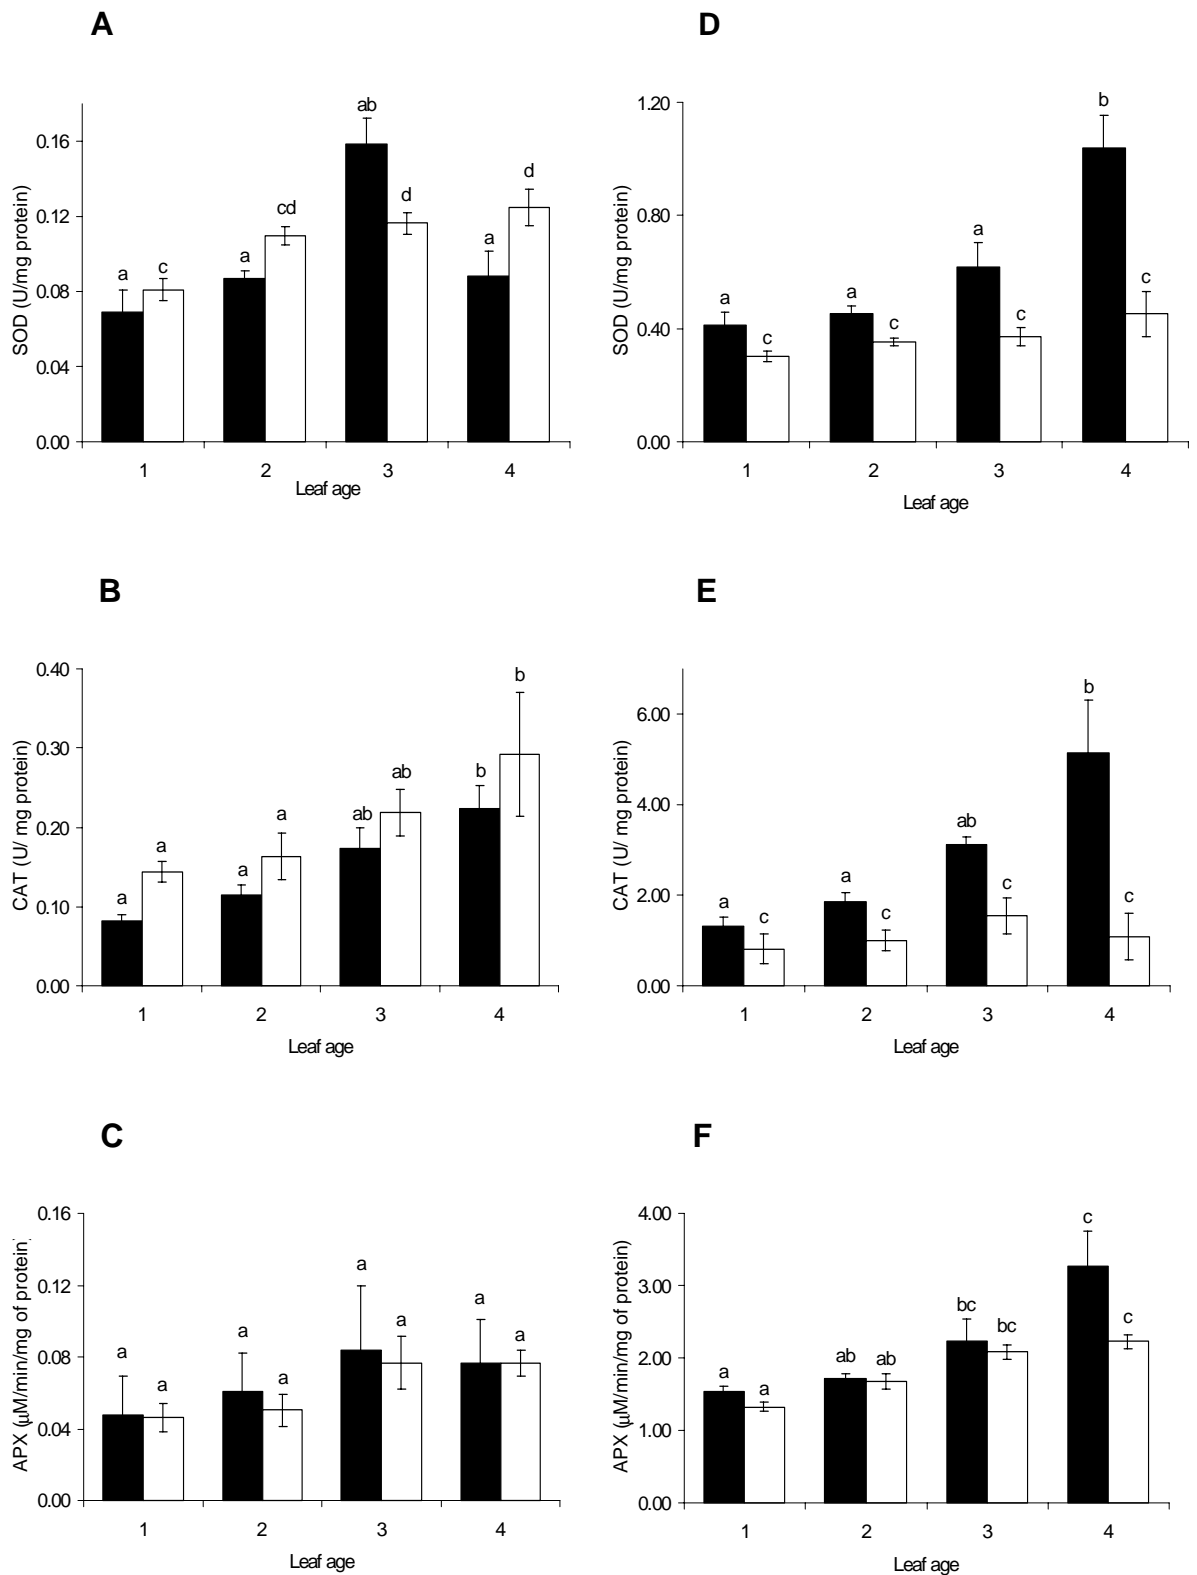 A
SOD (U/mg protein)
0.16
0.12
0.08
0.04
0.00
a
c
a
cd
ab
d
a
d
1
2
3
4
Leaf age
D
SOD (U/mg protein)
1.20
0.80
0.40
0.00
a
c
a
c
a
c
b
c
1
2
3
4
Leaf age
B
CAT (U/ mg protein)
0.40
0.30
0.20
0.10
0.00
a
a
a
a
ab
ab
b
b
1
2
3
4
Leaf age
E
CAT (U/ mg protein)
6.00
4.00
2.00
0.00
a
c
a
c
ab
c
b
c
1
2
3
4
Leaf age
C
APX (µM/min/mg of protein)
0.16
0.12
0.08
0.04
0.00
a
a
a
a
a
a
a
a
1
2
3
4
Leaf age
F
APX (µM/min/mg of protein)
4.00
3.00
2.00
1.00
0.00
a
a
ab
ab
bc
bc
c
c
1
2
3
4
Leaf age